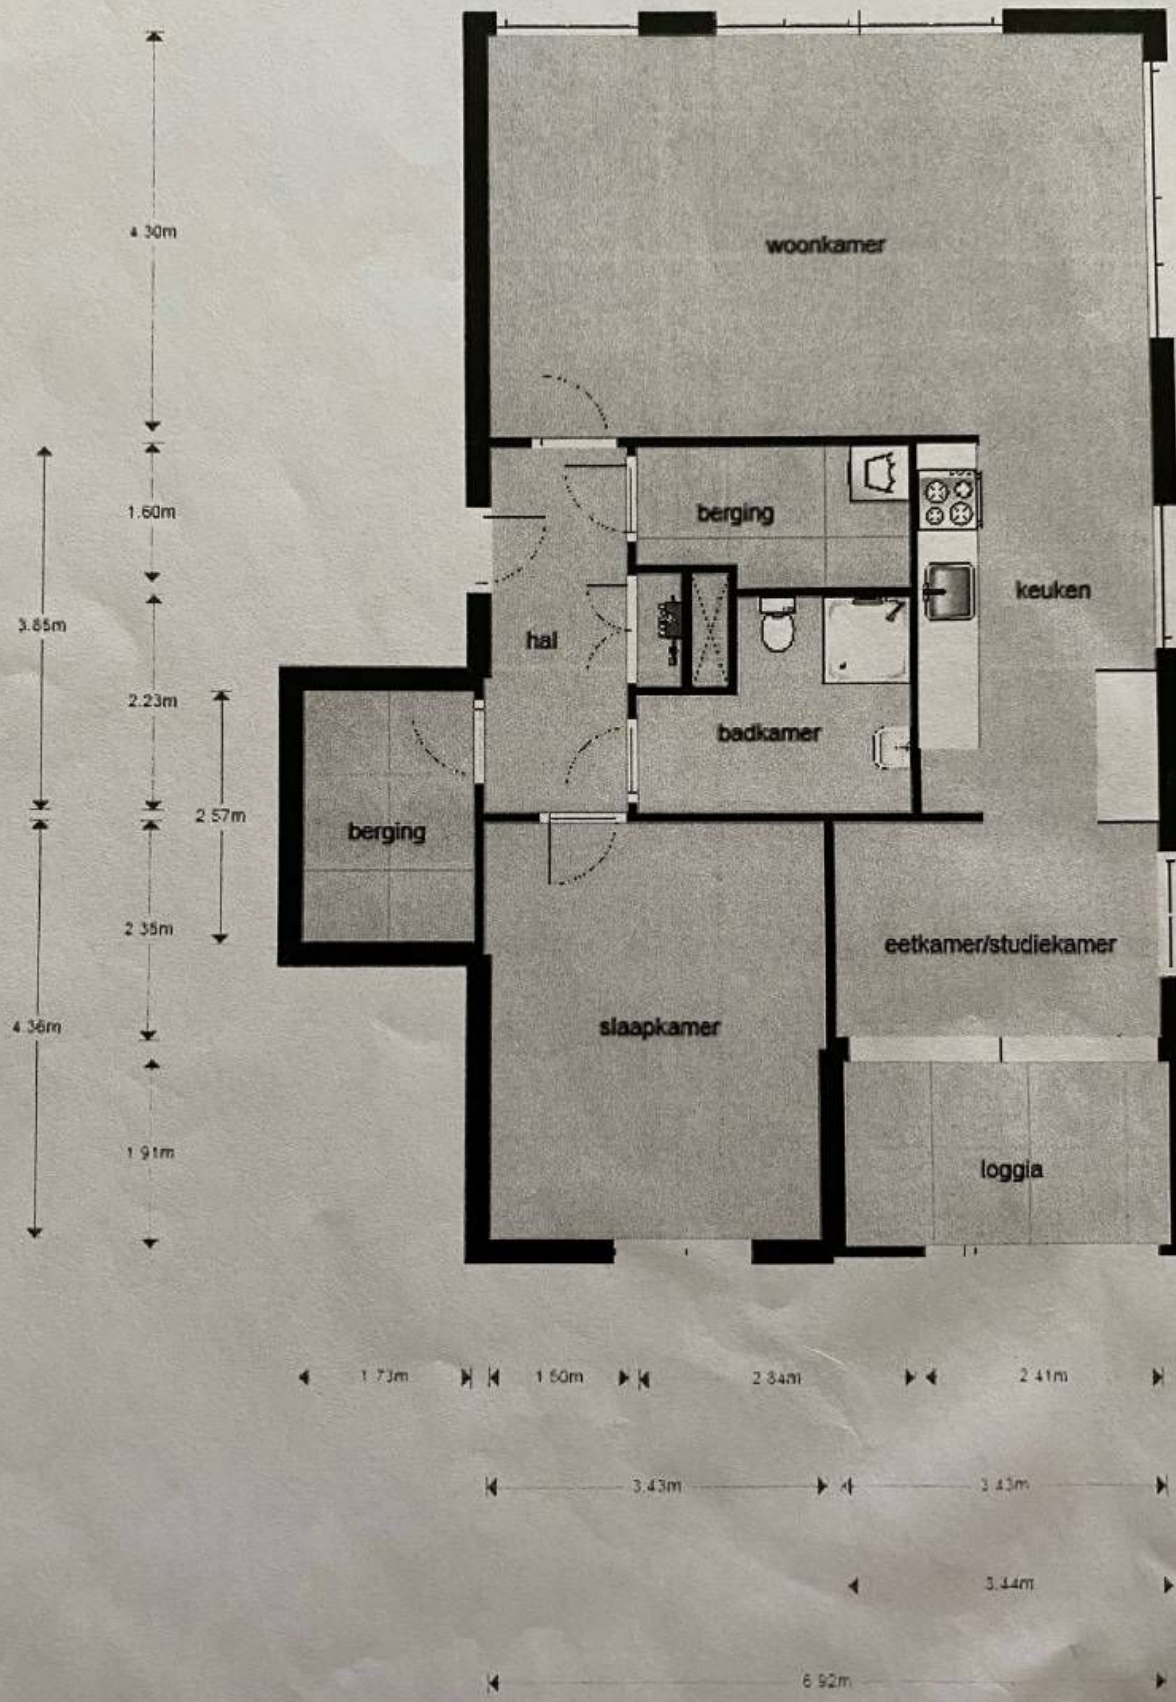 4.30m
woonkamer
1.60m
berging
keuken
3.85m
hal
2.23m
badkamer
2.57m
berging
2.35m
eetkamer/studiekamer
4.36m
slaapkamer
1.91m
loggia
1.73m
1.50m
2.84m
2.41m
3.43m
3.43m
3.44m
6.92m